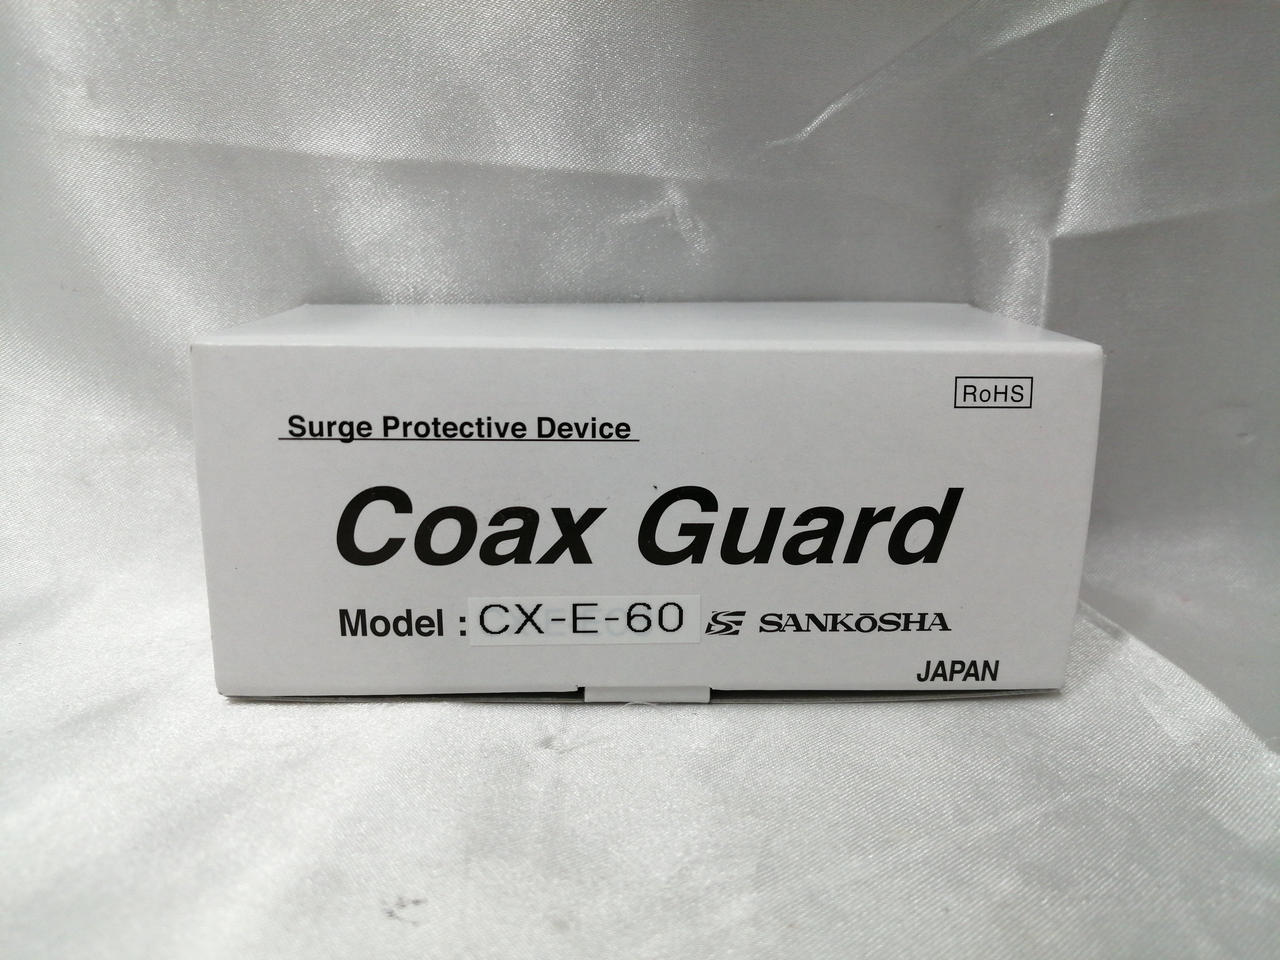 RoHS
Surge Protective Device
Coax Guard
Model : CX-E-60 SANKŌSHA
JAPAN